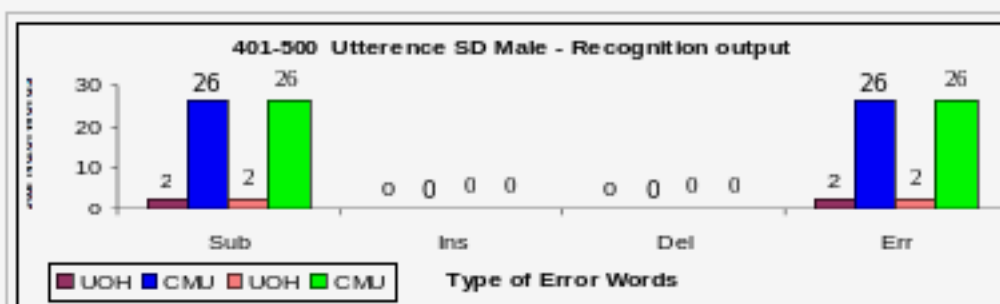 401-500 Utterence SD Male - Recognition output
30
20
10
0
2 26 2 26
0 0 0 0
0 0 0 0
2 26 2 26
Sub Ins Del Err
UOH CMU UOH CMU
Type of Error Words